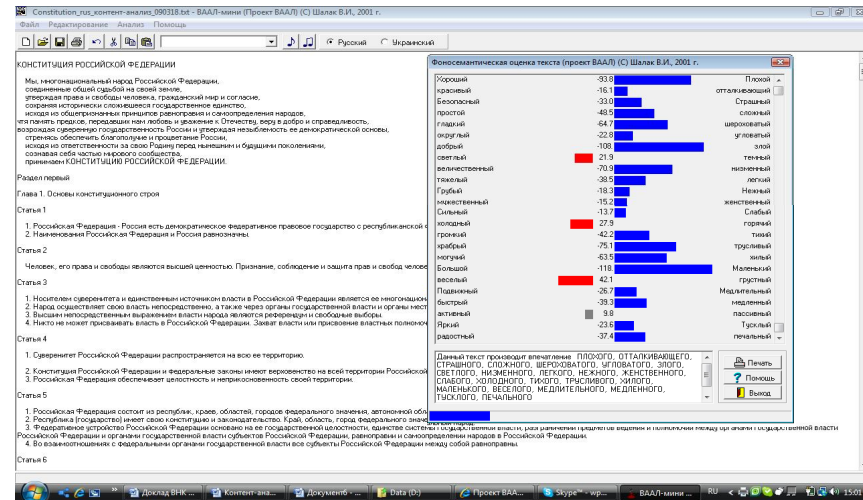 Constitution_rus_контент-анализ_090318.txt - ВААЛ-мини (Проект ВААЛ) (C) Шалак В.И., 2001 г.
Файл Редактирование Анализ Помощь
Русский Украинский
КОНСТИТУЦИЯ РОССИЙСКОЙ ФЕДЕРАЦИИ
Мы, многонациональный народ Российской Федерации,
соединенные общей судьбой на своей земле,
утверждая права и свободы человека, гражданский мир и согласие,
сохраняя исторически сложившееся государственное единство,
исходя из общепризнанных принципов равноправия и самоопределения народов,
чтя память предков, передавших нам любовь и уважение к Отечеству, веру в добро и справедливость,
возрождая суверенную государственность России и утверждая незыблемость ее демократической основы,
стремясь обеспечить благополучие и процветание России,
исходя из ответственности за свою Родину перед нынешним и будущими поколениями,
сознавая себя частью мирового сообщества,
принимаем КОНСТИТУЦИЮ РОССИЙСКОЙ ФЕДЕРАЦИИ.
Раздел первый
Глава 1. Основы конституционного строя
Статья 1
1. Российская Федерация - Россия есть демократическое федеративное правовое государство с республиканской
2. Наименования Российская Федерация и Россия равнозначны.
Статья 2
Человек, его права и свободы являются высшей ценностью. Признание, соблюдение и защита прав и свобод
Статья 3
1. Носителем суверенитета и единственным источником власти в Российской Федерации является ее
2. Народ осуществляет свою власть непосредственно, а также через органы государственной власти и органы
3. Высшим непосредственным выражением власти народа являются референдум и свободные выборы.
4. Никто не может присваивать власть в Российской Федерации. Захват власти или присвоение властных
Статья 4
1. Суверенитет Российской Федерации распространяется на всю ее территорию.
2. Конституция Российской Федерации и федеральные законы имеют верховенство на всей территории Российской
3. Российская Федерация обеспечивает целостность и неприкосновенность своей территории.
Статья 5
1. Российская Федерация состоит из республик, краев, областей, городов федерального значения, автономной
2. Республика (государство) имеет свою конституцию и законодательство. Край, область, город федерального
3. Федеративное устройство Российской Федерации основано на ее государственной целостности, единстве системы государственной власти, разграничении предметов ведения и полномочий между органами государственной власти
Российской Федерации и органами государственной власти субъектов Российской Федерации, равноправии и самоопределении народов в Российской Федерации.
4. Во взаимоотношениях с федеральными органами государственной власти все субъекты Российской Федерации между собой равноправны.
Статья 6
Фоносемантическая оценка текста (проект ВААЛ) (C) Шалак В.И., 2001 г.
Хороший -93.8 Плохой
красивый -16.1 отталкивающий
Безопасный -33.0 Страшный
простой -48.5 сложный
гладкий -64.7 шероховатый
округлый -22.8 угловатый
добрый -108. злой
светлый 21.9 темный
величественный -70.9 низменный
тяжелый -38.5 легкий
Грубый -18.3 Нежный
мужественный -15.2 женственный
Сильный -13.7 Слабый
холодный 27.9 горячий
громкий -42.2 тихий
храбрый -75.1 трусливый
могучий -63.5 хилый
Большой -118. Маленький
веселый 42.1 грустный
Подвижный -26.7 Медлительный
быстрый -39.3 медленный
активный 9.8 пассивный
Яркий -23.6 Тусклый
радостный -37.4 печальный
Данный текст производит впечатление ПЛОХОГО, ОТТАЛКИВАЮЩЕГО,
СТРАШНОГО, СЛОЖНОГО, ШЕРОХОВАТОГО, УГЛОВАТОГО, ЗЛОГО,
СВЕТЛОГО, НИЗМЕННОГО, ЛЕГКОГО, НЕЖНОГО, ЖЕНСТВЕННОГО,
СЛАБОГО, ХОЛОДНОГО, ТИХОГО, ТРУСЛИВОГО, ХИЛОГО,
МАЛЕНЬКОГО, ВЕСЕЛОГО, МЕДЛИТЕЛЬНОГО, МЕДЛЕННОГО,
ТУСКЛОГО, ПЕЧАЛЬНОГО
Печать
Помощь
Выход
Доклад ВНК ... Контент-ана... Документ6 - ... Data (D:) Проект ВАА... Skype™ - wp... ВААЛ-мини ... RU 15:01